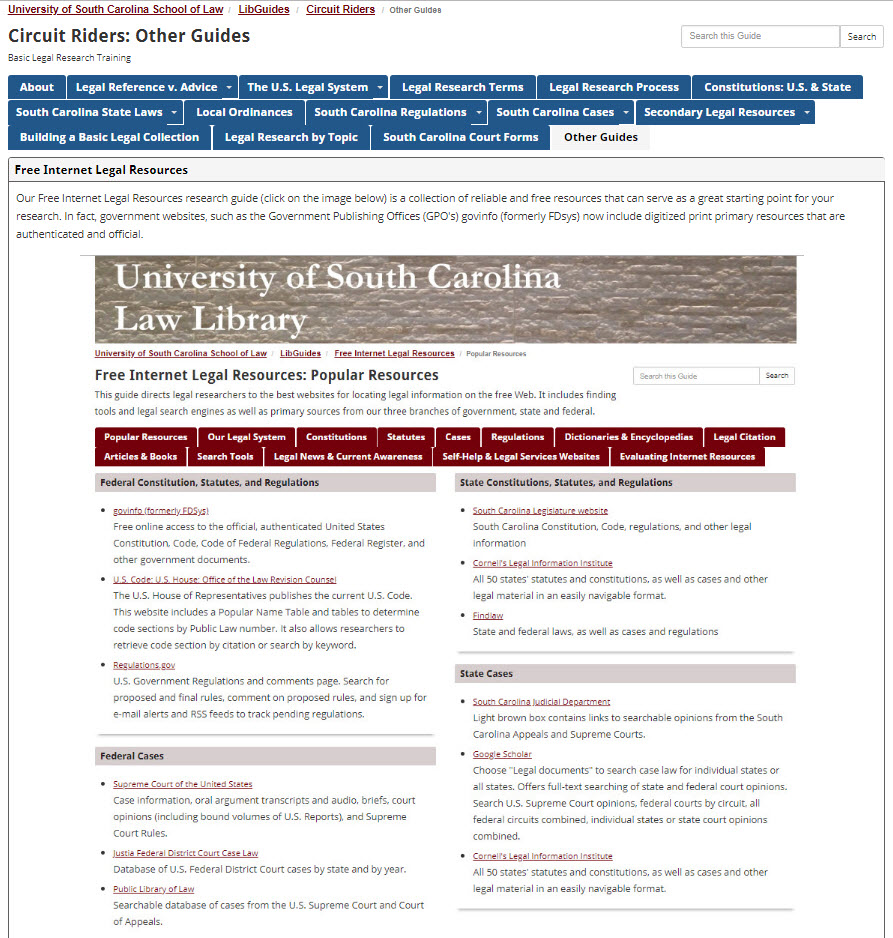 University of South Carolina School of Law / LibGuides / Circuit Riders / Other Guides
Circuit Riders: Other Guides
Search this Guide Search
Basic Legal Research Training
About Legal Reference v. Advice The U.S. Legal System Legal Research Terms Legal Research Process Constitutions: U.S. & State
South Carolina State Laws Local Ordinances South Carolina Regulations South Carolina Cases Secondary Legal Resources
Building a Basic Legal Collection Legal Research by Topic South Carolina Court Forms Other Guides
Free Internet Legal Resources
Our Free Internet Legal Resources research guide (click on the image below) is a collection of reliable and free resources that can serve as a great starting point for your
research. In fact, government websites, such as the Government Publishing Offices (GPO's) govinfo (formerly FDsys) now include digitized print primary resources that are
authenticated and official.
University of South Carolina
Law Library
University of South Carolina School of Law / LibGuides / Free Internet Legal Resources / Popular Resources
Free Internet Legal Resources: Popular Resources
Search this Guide Search
This guide directs legal researchers to the best websites for locating legal information on the free Web. It includes finding
tools and legal search engines as well as primary sources from our three branches of government, state and federal.
Popular Resources Our Legal System Constitutions Statutes Cases Regulations Dictionaries & Encyclopedias Legal Citation
Articles & Books Search Tools Legal News & Current Awareness Self-Help & Legal Services Websites Evaluating Internet Resources
Federal Constitution, Statutes, and Regulations
• govinfo (formerly FDSys)
Free online access to the official, authenticated United States
Constitution, Code, Code of Federal Regulations, Federal Register, and
other government documents.
• U.S. Code: U.S. House: Office of the Law Revision Counsel
The U.S. House of Representatives publishes the current U.S. Code.
This website includes a Popular Name Table and tables to determine
code sections by Public Law number. It also allows researchers to
retrieve code section by citation or search by keyword.
• Regulations.gov
U.S. Government Regulations and comments page. Search for
proposed and final rules, comment on proposed rules, and sign up for
e-mail alerts and RSS feeds to track pending regulations.
Federal Cases
• Supreme Court of the United States
Case information, oral argument transcripts and audio, briefs, court
opinions (including bound volumes of U.S. Reports), and Supreme
Court Rules.
• Justia Federal District Court Case Law
Database of U.S. Federal District Court cases by state and by year.
• Public Library of Law
Searchable database of cases from the U.S. Supreme Court and Court
of Appeals.
State Constitutions, Statutes, and Regulations
• South Carolina Legislature website
South Carolina Constitution, Code, regulations, and other legal
information
• Cornell's Legal Information Institute
All 50 states' statutes and constitutions, as well as cases and other
legal material in an easily navigable format.
• Findlaw
State and federal laws, as well as cases and regulations
State Cases
• South Carolina Judicial Department
Light brown box contains links to searchable opinions from the South
Carolina Appeals and Supreme Courts.
• Google Scholar
Choose "Legal documents" to search case law for individual states or
all states. Offers full-text searching of state and federal court opinions.
Search U.S. Supreme Court opinions, federal courts by circuit, all
federal circuits combined, individual states or state court opinions
combined.
• Cornell's Legal Information Institute
All 50 states' statutes and constitutions, as well as cases and other
legal material in an easily navigable format.